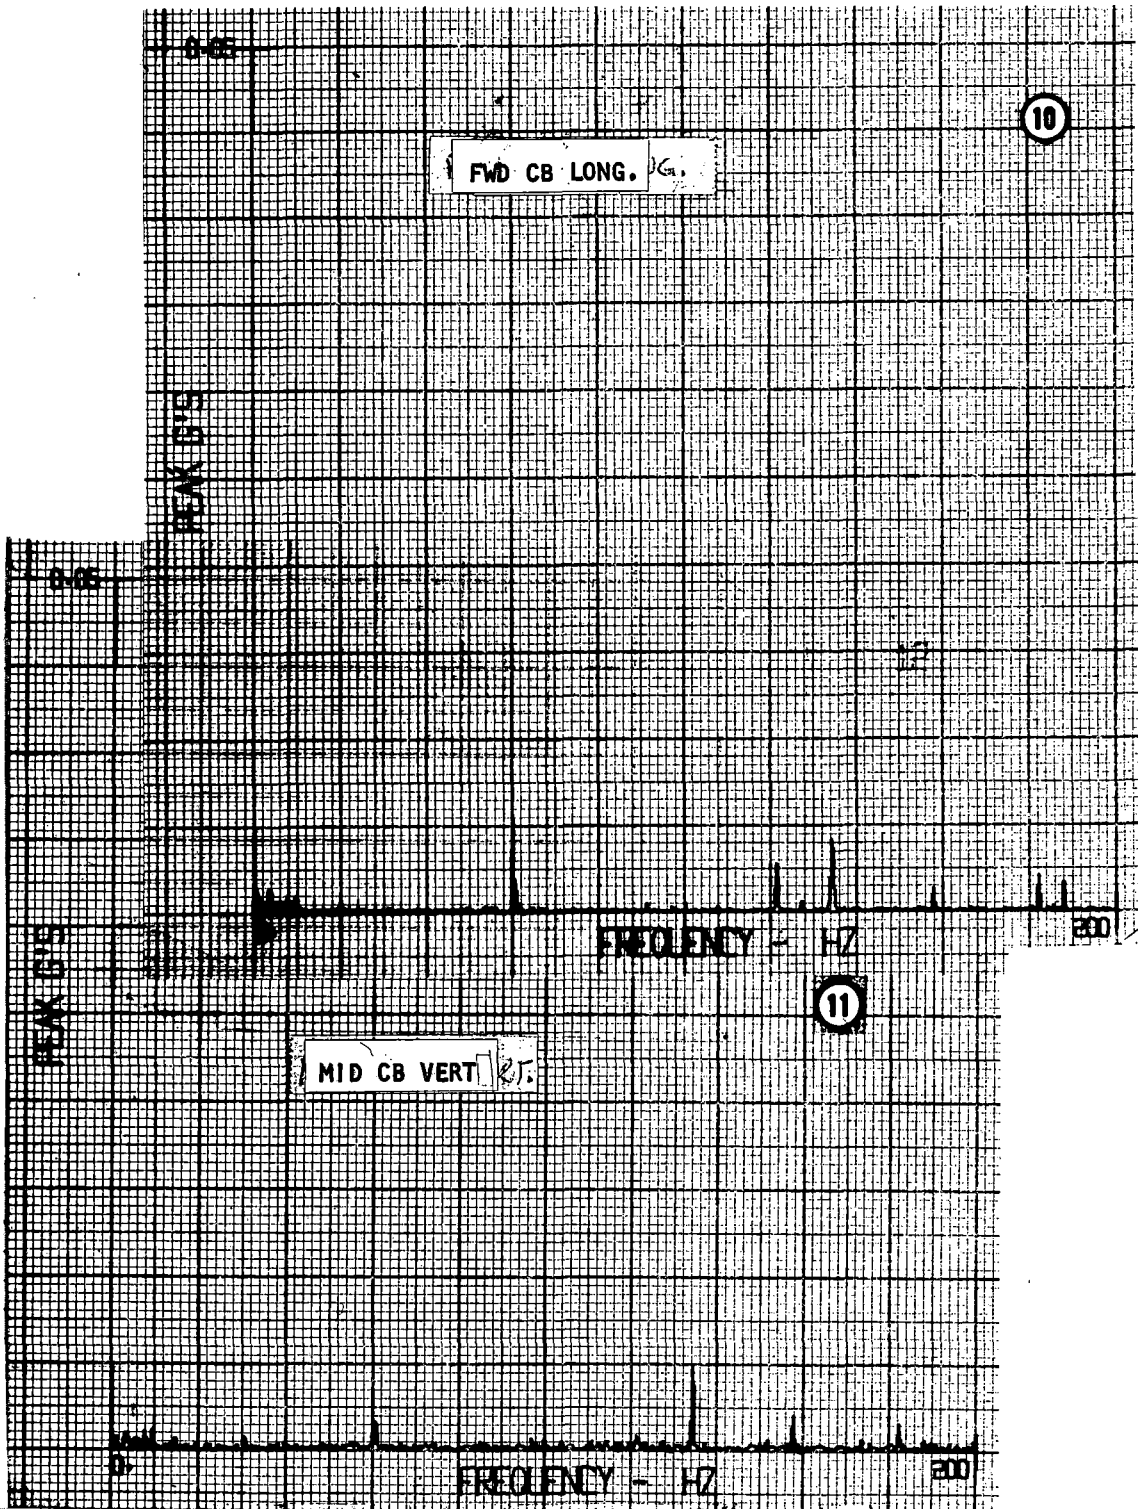 0.05
10
FWD CB LONG. G.
PEAK G'S
0.05
FREQUENCY - HZ
200
PEAK G'S
11
MID CB VERT RT.
0.
FREQUENCY - HZ
200